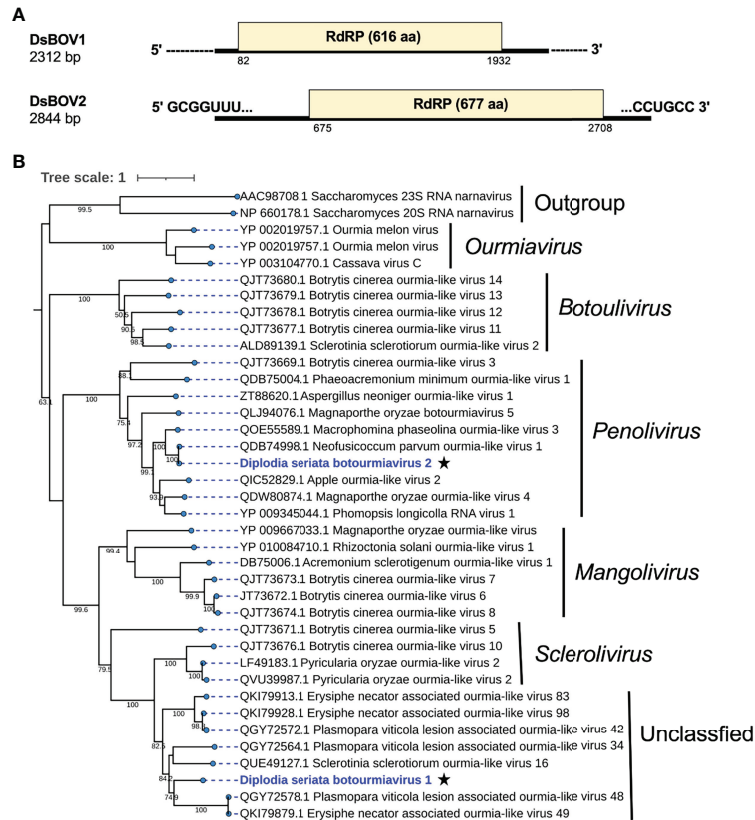 A
DsBOV1
2312 bp
5' RdRP (616 aa) 3'
82 1932
DsBOV2
2844 bp
5' GCGGUUU... RdRP (677 aa) ...CCUGCC 3'
675 2708
B
Tree scale: 1
AAC98708.1 Saccharomyces 23S RNA narnavirus
99.5
NP 660178.1 Saccharomyces 20S RNA narnavirus
Outgroup
YP 002019757.1 Ourmia melon virus
100
YP 002019757.1 Ourmia melon virus
Ourmiavirus
YP 003104770.1 Cassava virus C
QJT73680.1 Botrytis cinerea ourmia-like virus 14
100
QJT73679.1 Botrytis cinerea ourmia-like virus 13
50.5
QJT73678.1 Botrytis cinerea ourmia-like virus 12
Botoulivirus
90.5
QJT73677.1 Botrytis cinerea ourmia-like virus 11
98.5
ALD89139.1 Sclerotinia sclerotiorum ourmia-like virus 2
QJT73669.1 Botrytis cinerea ourmia-like virus 3
88.1
QDB75004.1 Phaeoacremonium minimum ourmia-like virus 1
63.1
100
ZT88620.1 Aspergillus neoniger ourmia-like virus 1
75.4
QLJ94076.1 Magnaporthe oryzae botourmiavirus 5
QOE55589.1 Macrophomina phaseolina ourmia-like virus 3
Penolivirus
97.2
100
QDB74998.1 Neofusicoccum parvum ourmia-like virus 1
100
Diplodia seriata botourmiavirus 2 ★
99.1
QIC52829.1 Apple ourmia-like virus 2
93.9
QDW80874.1 Magnaporthe oryzae ourmia-like virus 4
YP 009345044.1 Phomopsis longicolla RNA virus 1
YP 009667033.1 Magnaporthe oryzae ourmia-like virus
99.4
YP 010084710.1 Rhizoctonia solani ourmia-like virus 1
DB75006.1 Acremonium sclerotigenum ourmia-like virus 1
100
QJT73673.1 Botrytis cinerea ourmia-like virus 7
Mangolivirus
99.9
JT73672.1 Botrytis cinerea ourmia-like virus 6
100
99.6
QJT73674.1 Botrytis cinerea ourmia-like virus 8
QJT73671.1 Botrytis cinerea ourmia-like virus 5
QJT73676.1 Botrytis cinerea ourmia-like virus 10
Sclerolivirus
79.5
100
LF49183.1 Pyricularia oryzae ourmia-like virus 2
100
QVU39987.1 Pyricularia oryzae ourmia-like virus 2
100
QKI79913.1 Erysiphe necator associated ourmia-like virus 83
100
QKI79928.1 Erysiphe necator associated ourmia-like virus 98
QGY72572.1 Plasmopara viticola lesion associated ourmia-like virus 42
Unclassfied
82.5
QGY72564.1 Plasmopara viticola lesion associated ourmia-like virus 34
QUE49127.1 Sclerotinia sclerotiorum ourmia-like virus 16
84.2
Diplodia seriata botourmiavirus 1 ★
74.9
QGY72578.1 Plasmopara viticola lesion associated ourmia-like virus 48
100
QKI79879.1 Erysiphe necator associated ourmia-like virus 49